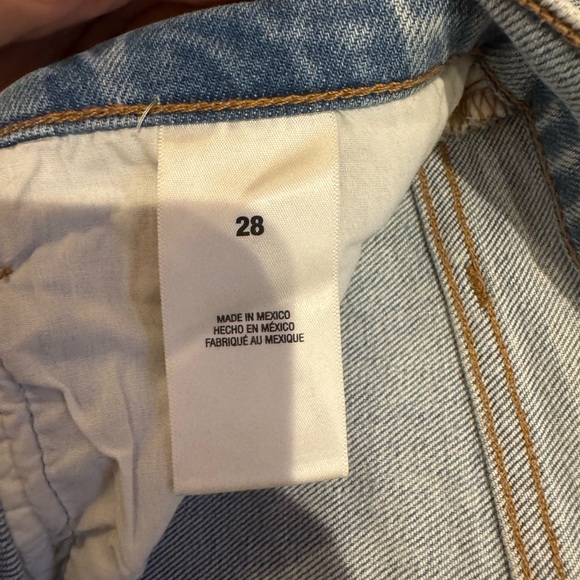 28
MADE IN MEXICO
HECHO EN MÉXICO
FABRIQUÉ AU MEXIQUE